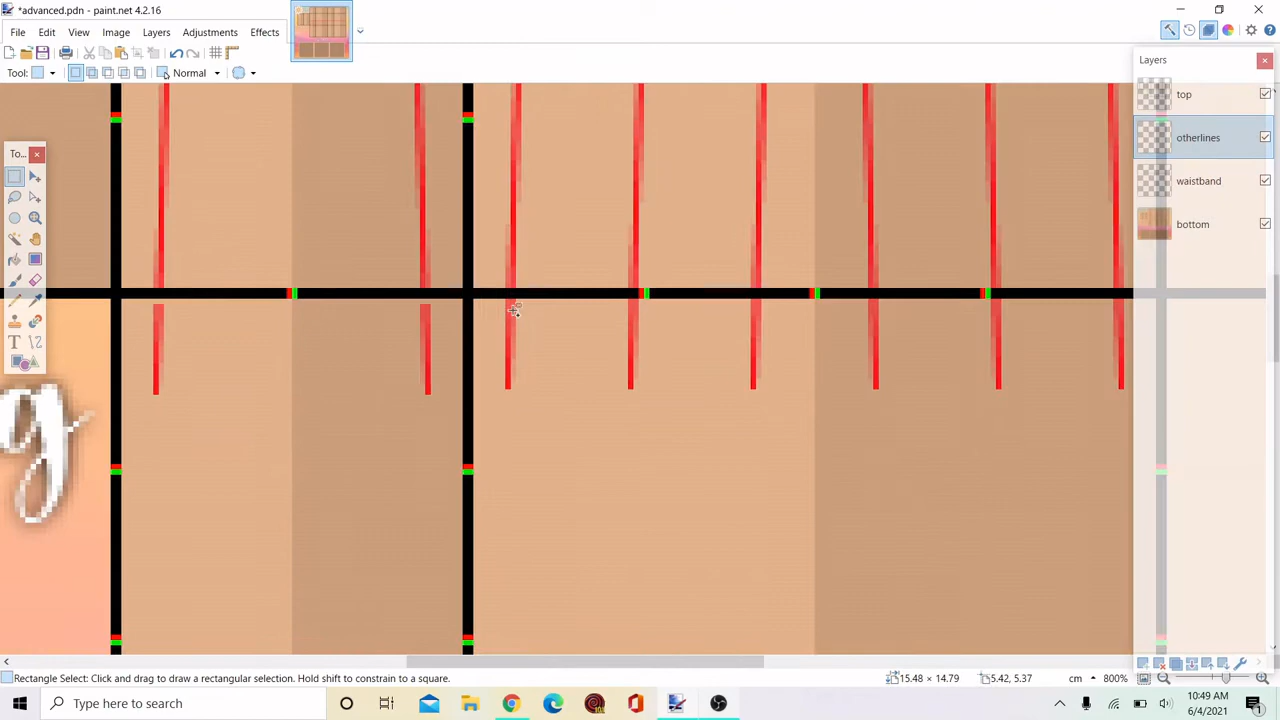 *advanced.pdn - paint.net 4.2.16
File Edit View Image Layers Adjustments Effects
Tool: Normal
Layers
top
otherlines
waistband
bottom
To...
g
Rectangle Select: Click and drag to draw a rectangular selection. Hold shift to constrain to a square.
15.48 × 14.79
5.42, 5.37
cm
800%
Type here to search
10:49 AM
6/4/2021
1